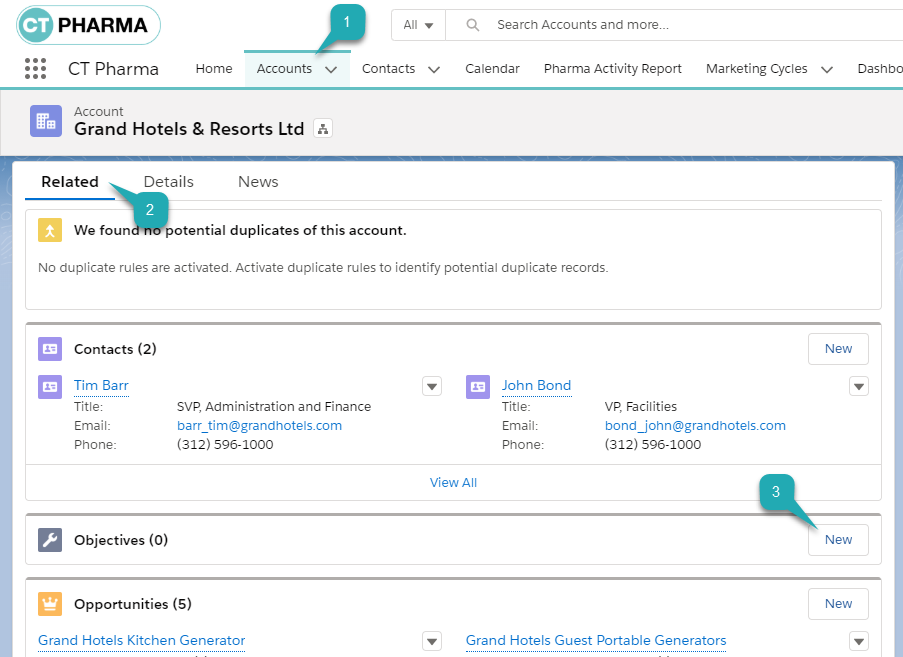 CT PHARMA
1
All
Search Accounts and more...
CT Pharma
Home
Accounts
Contacts
Calendar
Pharma Activity Report
Marketing Cycles
Dashbo
Account
Grand Hotels & Resorts Ltd
Related
Details
News
2
We found no potential duplicates of this account.
No duplicate rules are activated. Activate duplicate rules to identify potential duplicate records.
Contacts (2)
New
Tim Barr
Title: SVP, Administration and Finance
Email: barr_tim@grandhotels.com
Phone: (312) 596-1000
John Bond
Title: VP, Facilities
Email: bond_john@grandhotels.com
Phone: (312) 596-1000
View All
3
Objectives (0)
New
Opportunities (5)
New
Grand Hotels Kitchen Generator
Grand Hotels Guest Portable Generators